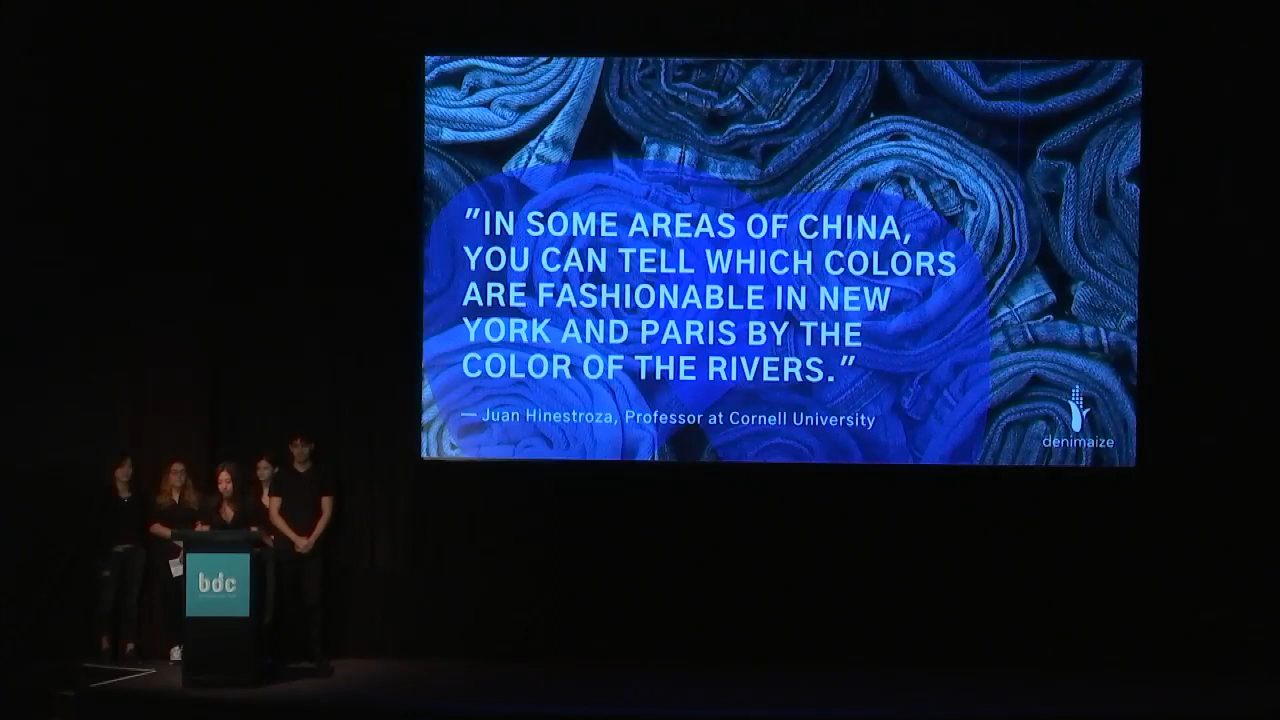 "IN SOME AREAS OF CHINA,
YOU CAN TELL WHICH COLORS
ARE FASHIONABLE IN NEW
YORK AND PARIS BY THE
COLOR OF THE RIVERS."
— Juan Hinestroza, Professor at Cornell University
denimaize
bdc